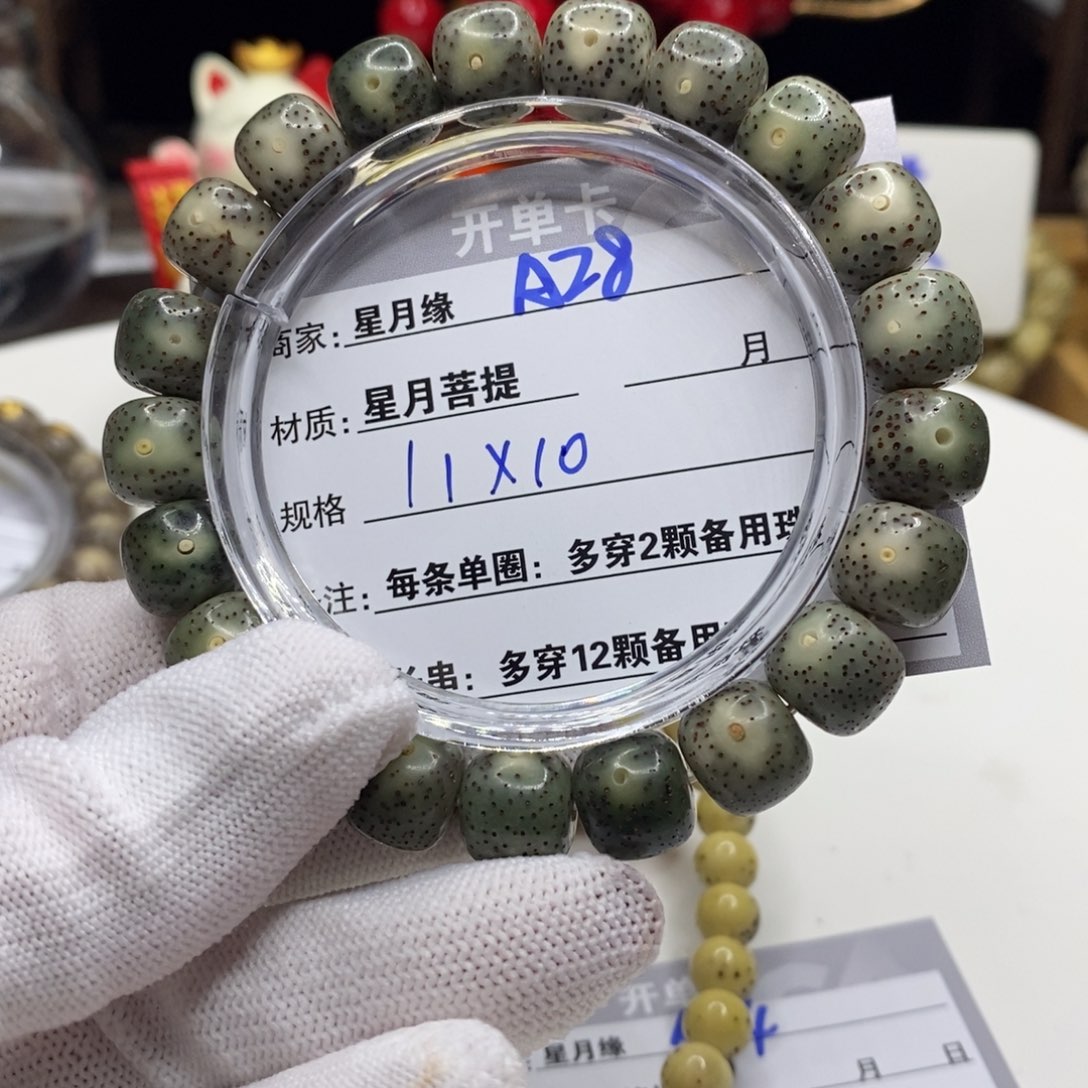 开单卡
A28
商家: 星月缘
月
材质: 星月菩提
11X10
规格
注: 每条单圈: 多穿2颗备用珠
串: 多穿12颗备用
开单
星月缘
月 日